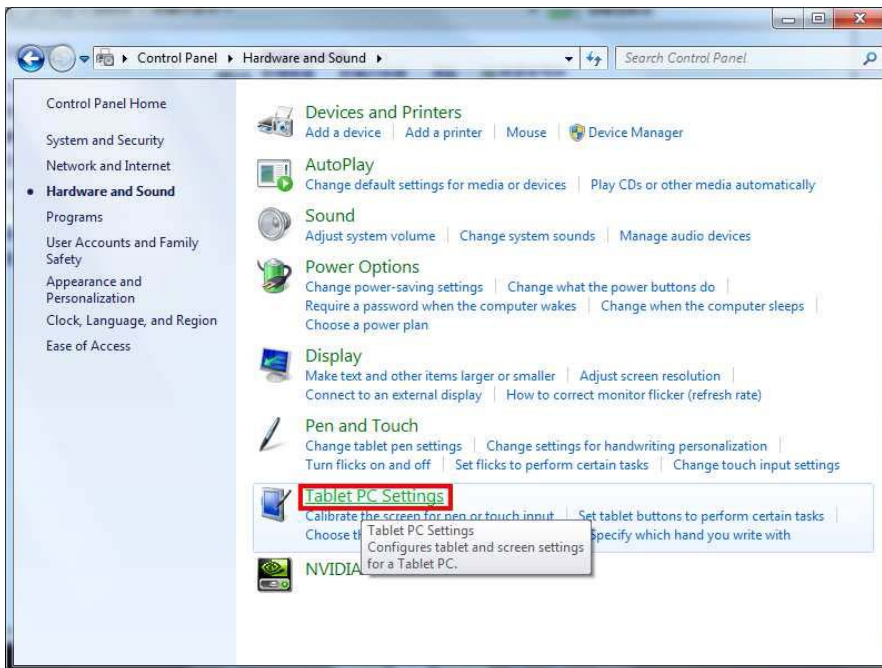 Control Panel ▸ Hardware and Sound ▸
Search Control Panel
Control Panel Home
System and Security
Network and Internet
Hardware and Sound
Programs
User Accounts and Family
Safety
Appearance and
Personalization
Clock, Language, and Region
Ease of Access
Devices and Printers
Add a device | Add a printer | Mouse | Device Manager
AutoPlay
Change default settings for media or devices | Play CDs or other media automatically
Sound
Adjust system volume | Change system sounds | Manage audio devices
Power Options
Change power-saving settings | Change what the power buttons do |
Require a password when the computer wakes | Change when the computer sleeps |
Choose a power plan
Display
Make text and other items larger or smaller | Adjust screen resolution |
Connect to an external display | How to correct monitor flicker (refresh rate)
Pen and Touch
Change tablet pen settings | Change settings for handwriting personalization |
Turn flicks on and off | Set flicks to perform certain tasks | Change touch input settings
Tablet PC Settings
Calibrate the screen for pen or touch input | Set tablet buttons to perform certain tasks |
Choose Specify which hand you write with
Tablet PC Settings
Configures tablet and screen settings
for a Tablet PC.
NVIDIA